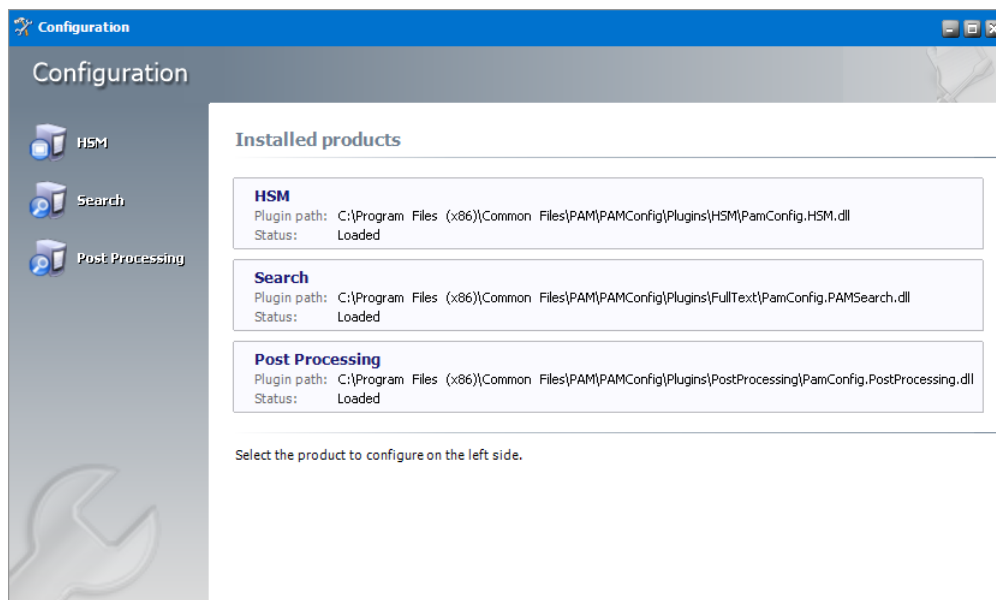 Configuration
Configuration
HSM
Search
Post Processing
Installed products
HSM
Plugin path: C:\Program Files (x86)\Common Files\PAM\PAMConfig\Plugins\HSM\PamConfig.HSM.dll
Status: Loaded
Search
Plugin path: C:\Program Files (x86)\Common Files\PAM\PAMConfig\Plugins\FullText\PamConfig.PAMSearch.dll
Status: Loaded
Post Processing
Plugin path: C:\Program Files (x86)\Common Files\PAM\PAMConfig\Plugins\PostProcessing\PamConfig.PostProcessing.dll
Status: Loaded
Select the product to configure on the left side.